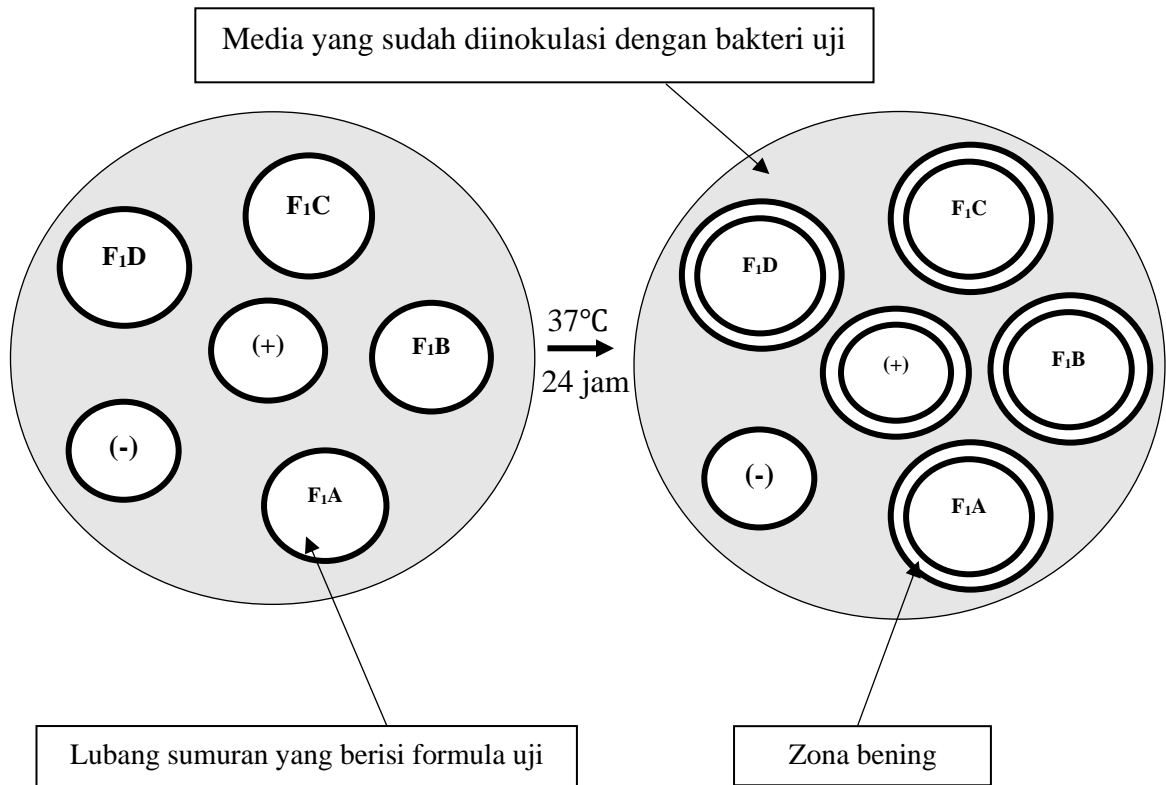 Media yang sudah diinokulasi dengan bakteri uji
F₁C
F₁D
(+)
F₁B
(-)
F₁A
37°C
24 jam
F₁C
F₁D
(+)
F₁B
(-)
F₁A
Lubang sumuran yang berisi formula uji
Zona bening